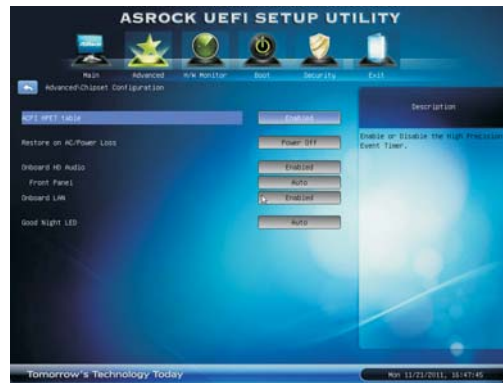 ASROCK UEFI SETUP UTILITY
Main
Advanced
H/W Monitor
Boot
Security
Exit
Advanced\Chipset Configuration
Description
ACPI HPET table
Enabled
Enable or Disable the High Precision
Event Timer.
Restore on AC/Power Loss
Power Off
Onboard HD Audio
Enabled
Front Panel
Auto
Onboard LAN
Enabled
Good Night LED
Auto
Tomorrow's Technology Today
Mon 11/21/2011, 16:47:45